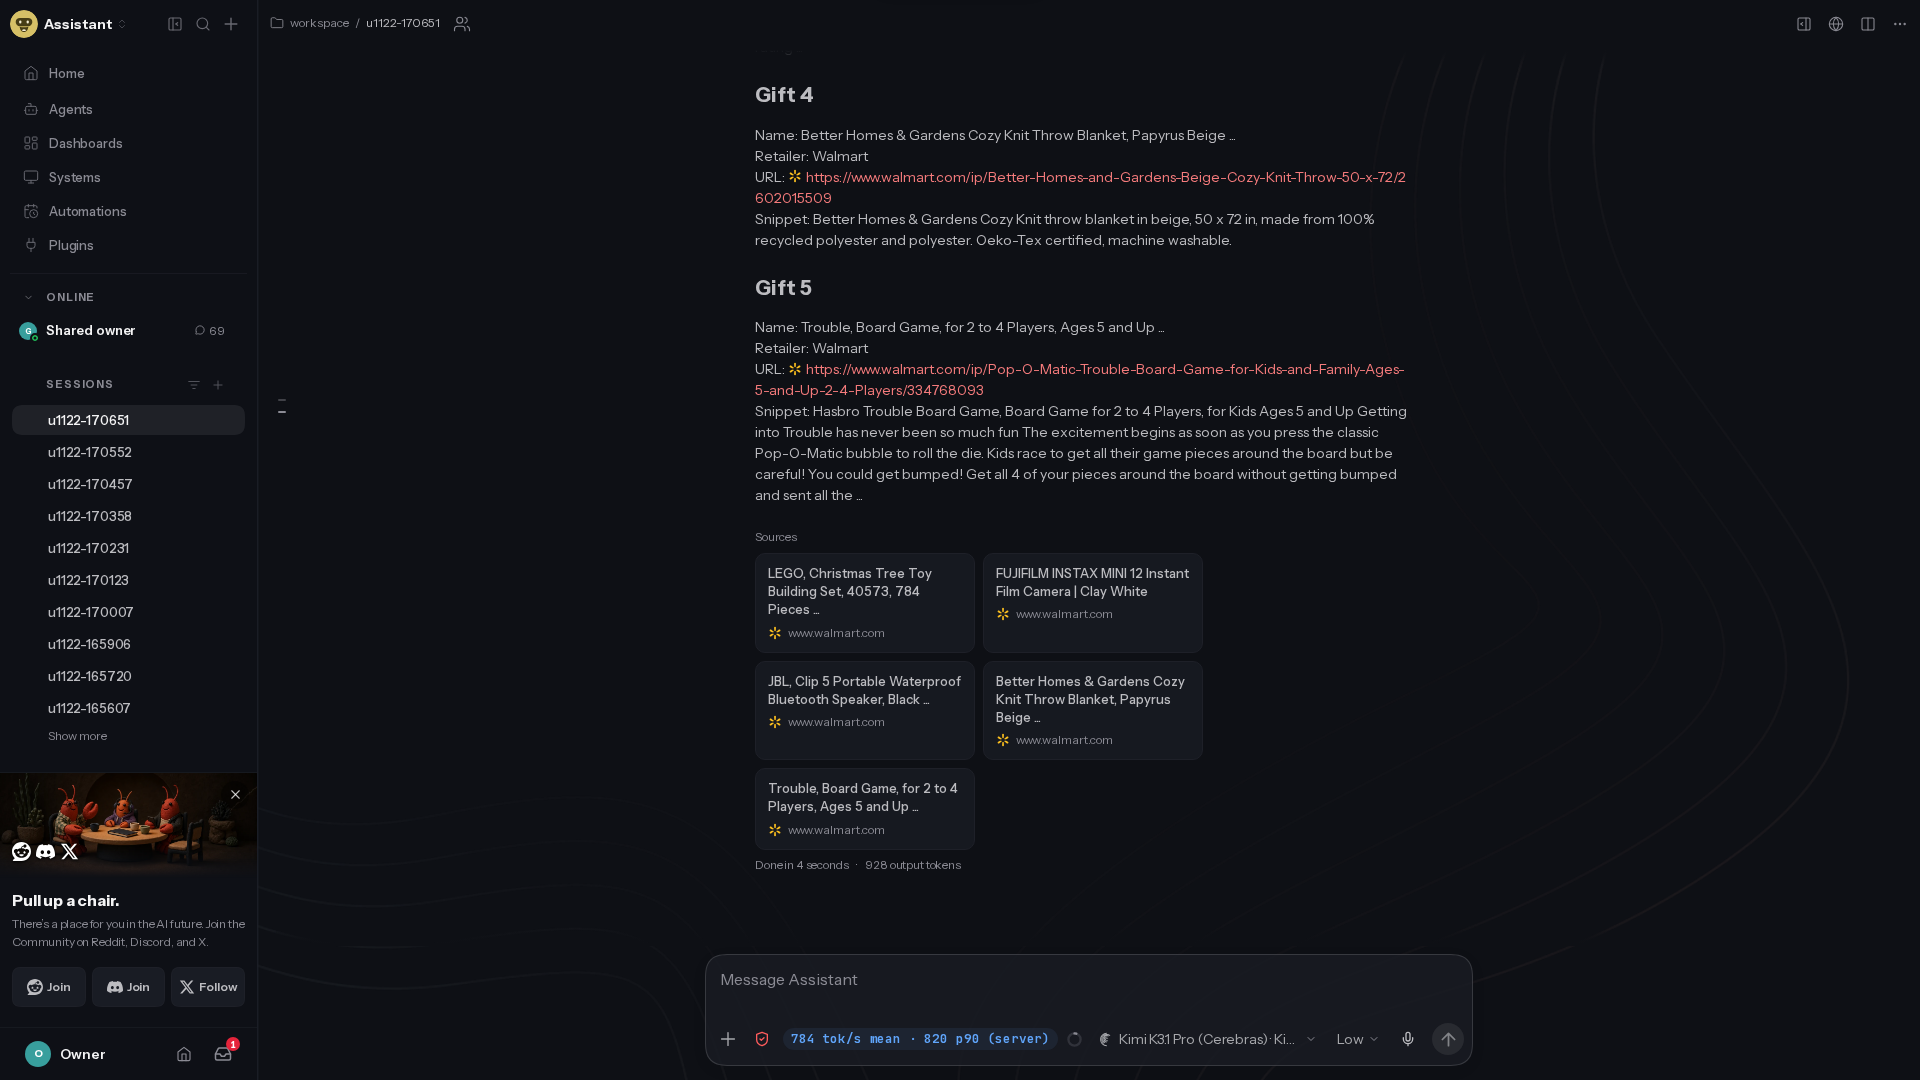 Assistant
workspace / u1122-170651
Home
Agents
Dashboards
Systems
Automations
Plugins
ONLINE
G Shared owner 69
SESSIONS
u1122-170651
u1122-170552
u1122-170457
u1122-170358
u1122-170231
u1122-170123
u1122-170007
u1122-165906
u1122-165720
u1122-165607
Show more
Pull up a chair.
There's a place for you in the AI future. Join the
Community on Reddit, Discord, and X.
Join Join Follow
O Owner 1
Gift 4
Name: Better Homes & Gardens Cozy Knit Throw Blanket, Papyrus Beige ...
Retailer: Walmart
URL: https://www.walmart.com/ip/Better-Homes-and-Gardens-Beige-Cozy-Knit-Throw-50-x-72/2
602015509
Snippet: Better Homes & Gardens Cozy Knit throw blanket in beige, 50 x 72 in, made from 100%
recycled polyester and polyester. Oeko-Tex certified, machine washable.
Gift 5
Name: Trouble, Board Game, for 2 to 4 Players, Ages 5 and Up ...
Retailer: Walmart
URL: https://www.walmart.com/ip/Pop-O-Matic-Trouble-Board-Game-for-Kids-and-Family-Ages-
5-and-Up-2-4-Players/334768093
Snippet: Hasbro Trouble Board Game, Board Game for 2 to 4 Players, for Kids Ages 5 and Up Getting
into Trouble has never been so much fun The excitement begins as soon as you press the classic
Pop-O-Matic bubble to roll the die. Kids race to get all their game pieces around the board but be
careful! You could get bumped! Get all 4 of your pieces around the board without getting bumped
and sent all the ...
Sources
LEGO, Christmas Tree Toy
Building Set, 40573, 784
Pieces ...
www.walmart.com
FUJIFILM INSTAX MINI 12 Instant
Film Camera | Clay White
www.walmart.com
JBL, Clip 5 Portable Waterproof
Bluetooth Speaker, Black ...
www.walmart.com
Better Homes & Gardens Cozy
Knit Throw Blanket, Papyrus
Beige ...
www.walmart.com
Trouble, Board Game, for 2 to 4
Players, Ages 5 and Up ...
www.walmart.com
Done in 4 seconds · 928 output tokens
Message Assistant
784 tok/s mean · 820 p90 (server) Kimi K3.1 Pro (Cerebras) · Ki... Low